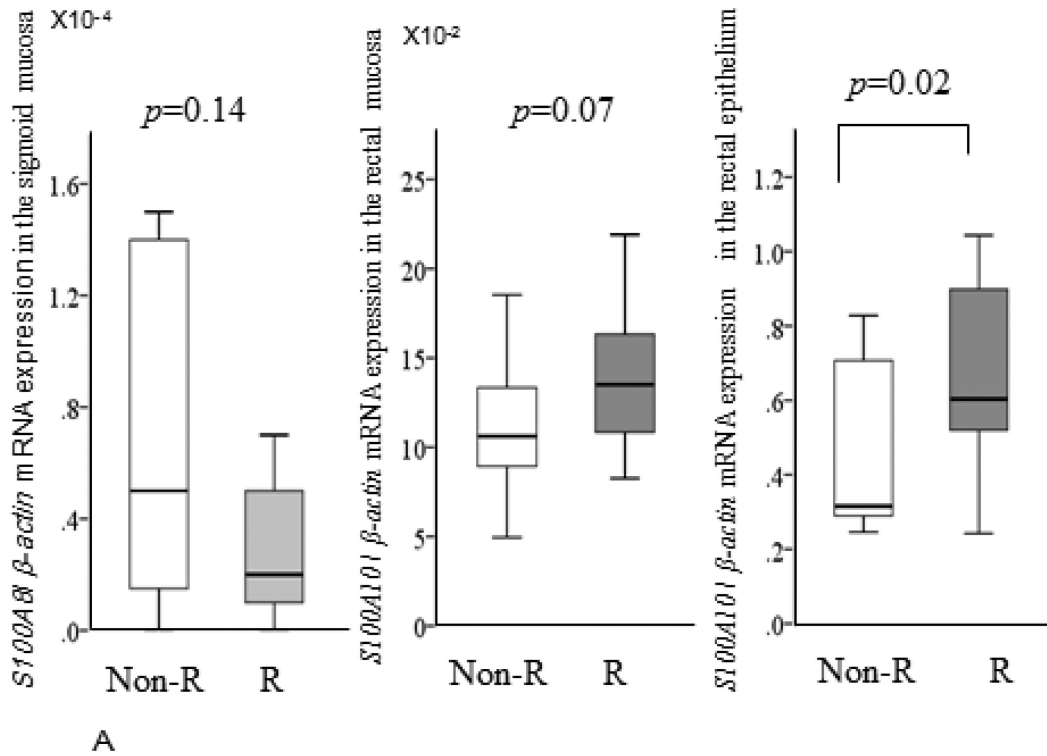 X10-4
S100A8/ β-actin mRNA expression in the sigmoid mucosa
p=0.14
1.6
1.2
.8
.4
.0
Non-R R
X10-2
S100A10/ β-actin mRNA expression in the rectal mucosa
p=0.07
25
20
15
10
5
0
Non-R R
S100A10/ β-actin mRNA expression in the rectal epithelium
p=0.02
1.2
1.0
.8
.6
.4
.2
.0
Non-R R
A